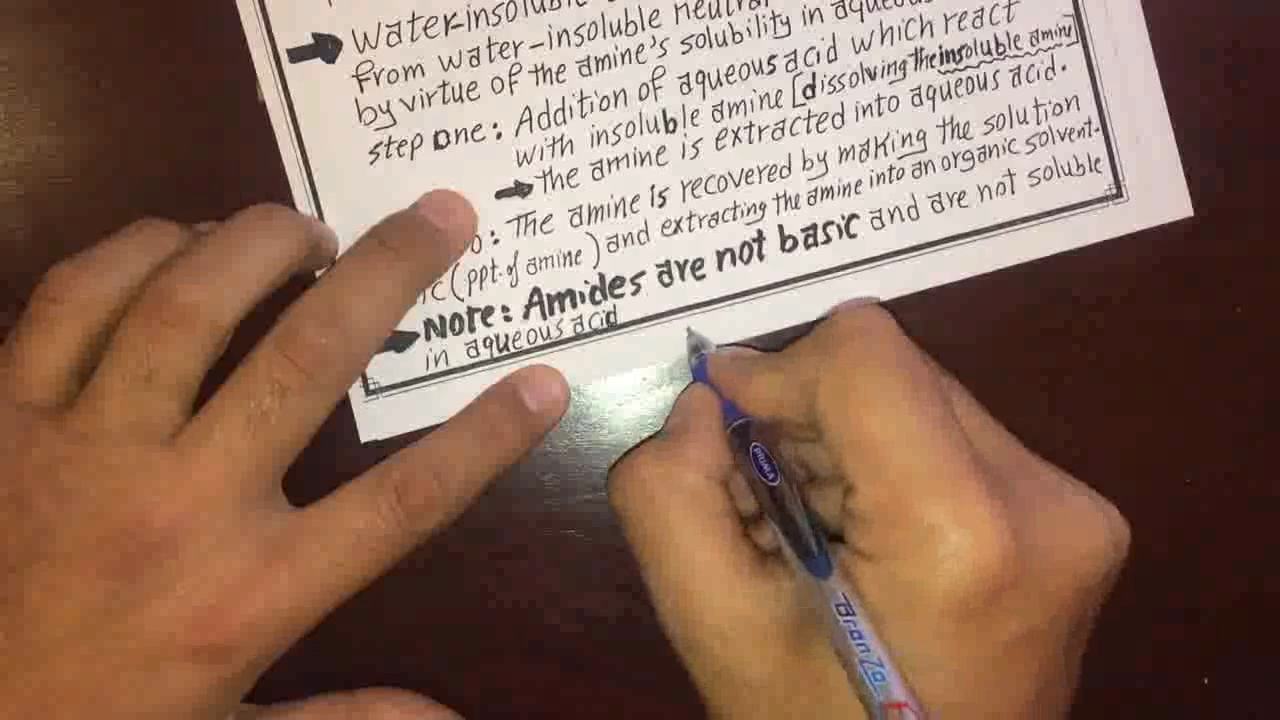 water-insoluble
from water-insoluble neutral
by virtue of the amine's solubility in aqueous
step one: Addition of aqueous acid which react
with insoluble amine [dissolving the insoluble amine]
the amine is extracted into aqueous acid.
: The amine is recovered by making the solution
(ppt. of amine) and extracting the amine into an organic solvent.
Note: Amides are not basic and are not soluble
in aqueous acid
PRIMA
Branzo